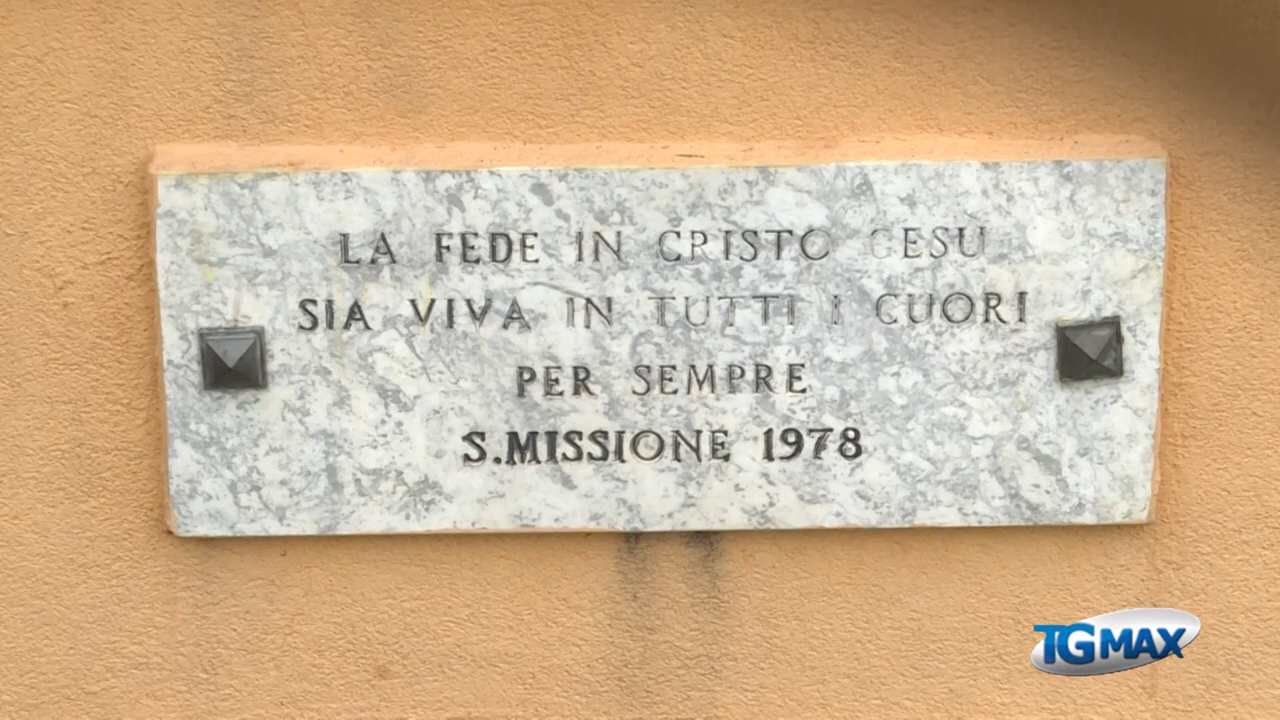 LA FEDE IN CRISTO GESU
SIA VIVA IN TUTTI I CUORI
PER SEMPRE
S.MISSIONE 1978
TGMAX